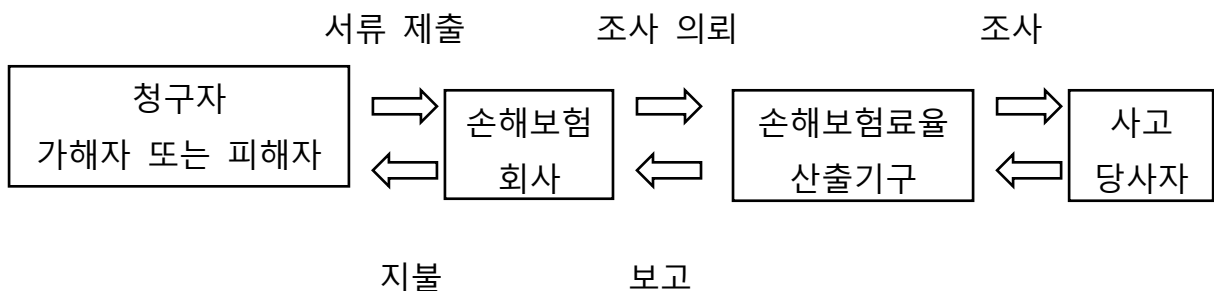 서류 제출 조사 의뢰 조사
청구자
가해자 또는 피해자
손해보험
회사
손해보험료율
산출기구
사고
당사자
지불 보고